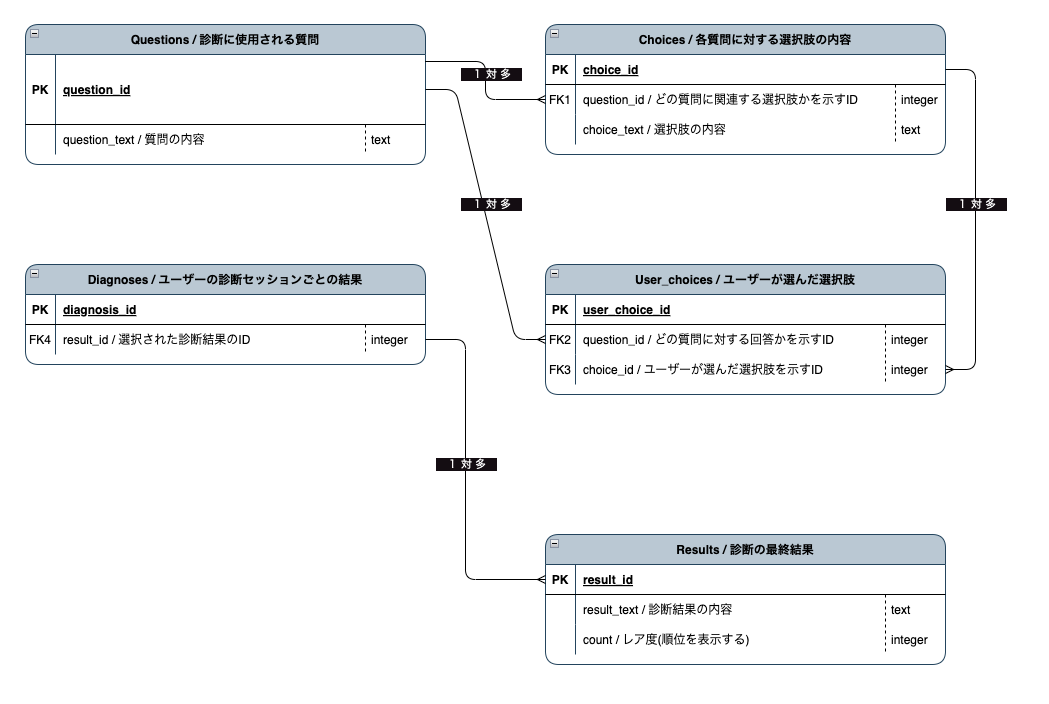 Questions / 診断に使用される質問
PK question_id
question_text / 質問の内容 text
1 対 多
Choices / 各質問に対する選択肢の内容
PK choice_id
FK1 question_id / どの質問に関連する選択肢かを示すID integer
choice_text / 選択肢の内容 text
1 対 多
1 対 多
Diagnoses / ユーザーの診断セッションごとの結果
PK diagnosis_id
FK4 result_id / 選択された診断結果のID integer
User_choices / ユーザーが選んだ選択肢
PK user_choice_id
FK2 question_id / どの質問に対する回答かを示すID integer
FK3 choice_id / ユーザーが選んだ選択肢を示すID integer
1 対 多
Results / 診断の最終結果
PK result_id
result_text / 診断結果の内容 text
count / レア度(順位を表示する) integer